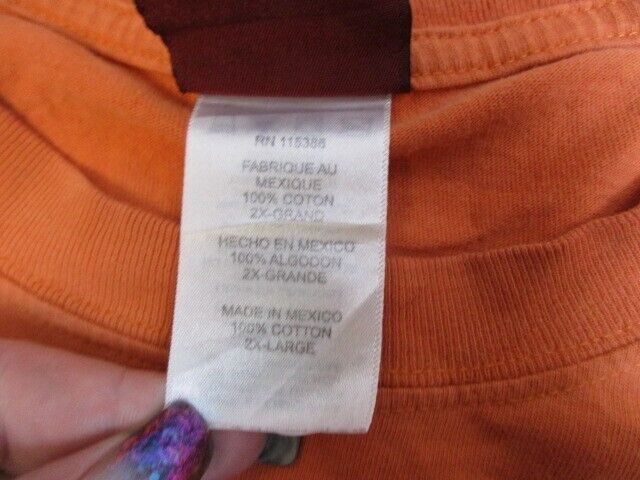 RN 115386
FABRIQUE AU
MEXIQUE
100% COTON
2X-GRAND
HECHO EN MEXICO
100% ALGODON
2X-GRANDE
MADE IN MEXICO
100% COTTON
2X-LARGE